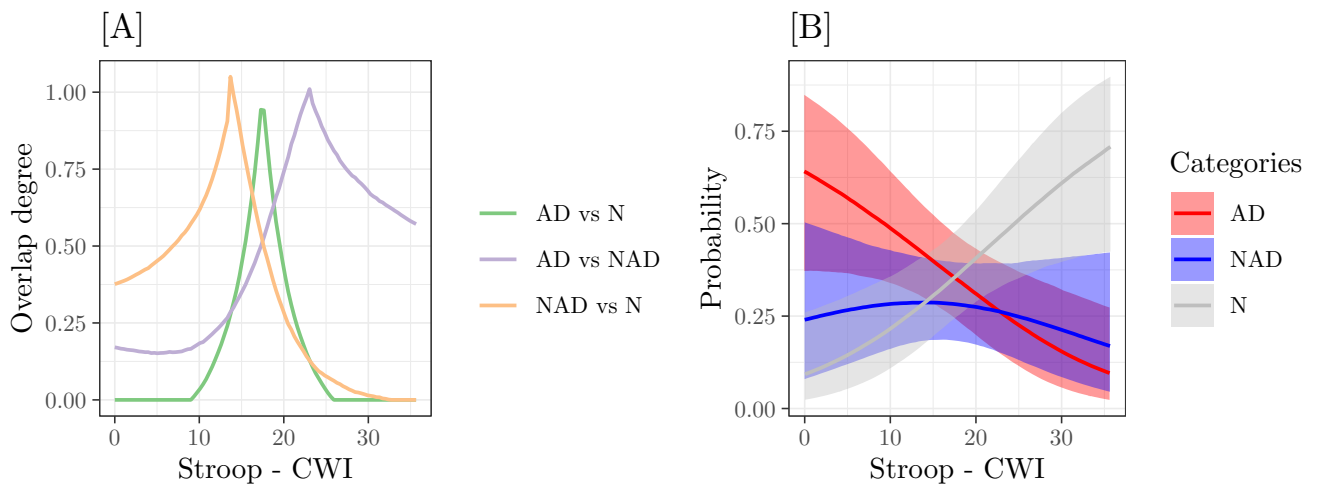 [A]
Overlap degree
1.00
0.75
0.50
0.25
0.00
0 10 20 30
Stroop - CWI
AD vs N
AD vs NAD
NAD vs N
[B]
Probability
0.75
0.50
0.25
0.00
0 10 20 30
Stroop - CWI
Categories
AD
NAD
N